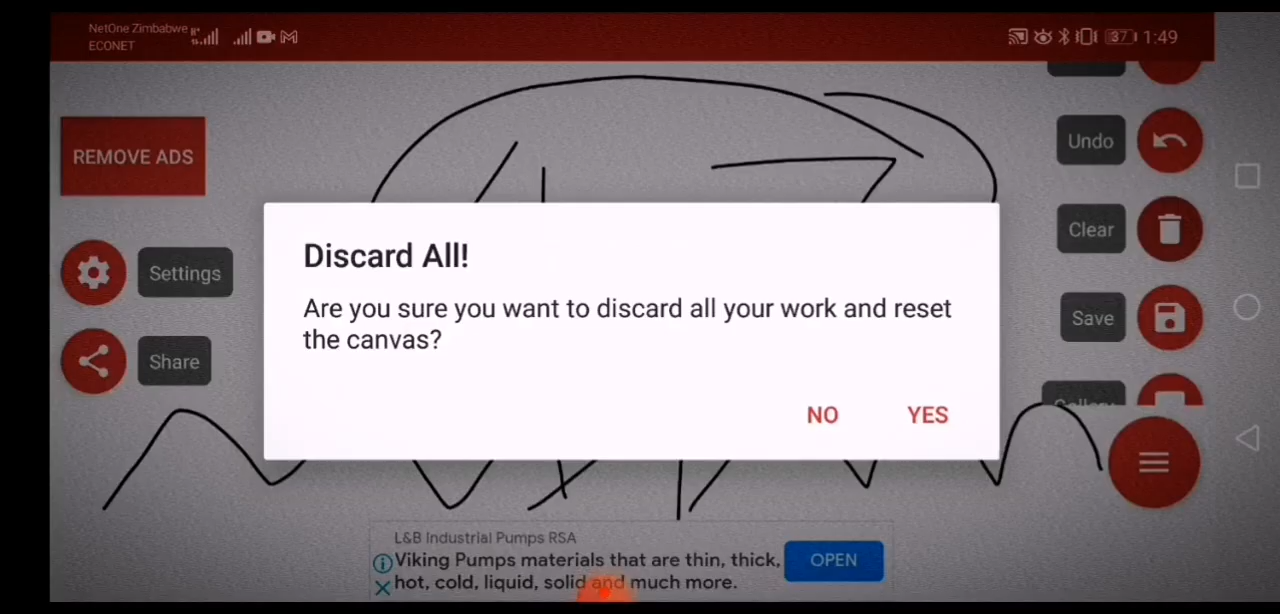 NetOne Zimbabwe
ECONET
37 1:49
REMOVE ADS
Undo
Clear
Settings
Discard All!
Are you sure you want to discard all your work and reset
the canvas?
Save
Share
NO YES
Gallery
L&B Industrial Pumps RSA
Viking Pumps materials that are thin, thick,
hot, cold, liquid, solid and much more.
OPEN